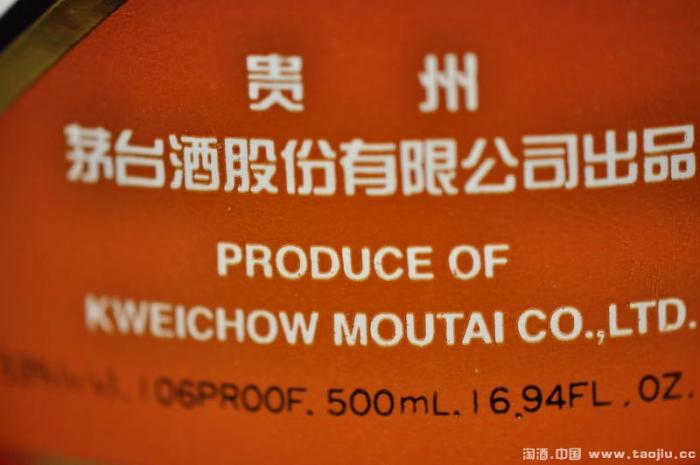 贵 州
茅台酒股份有限公司出品
PRODUCE OF
KWEICHOW MOUTAI CO.,LTD.
106PROOF. 500mL. 16.94FL. OZ.
淘酒.中国 www.taojiu.cc